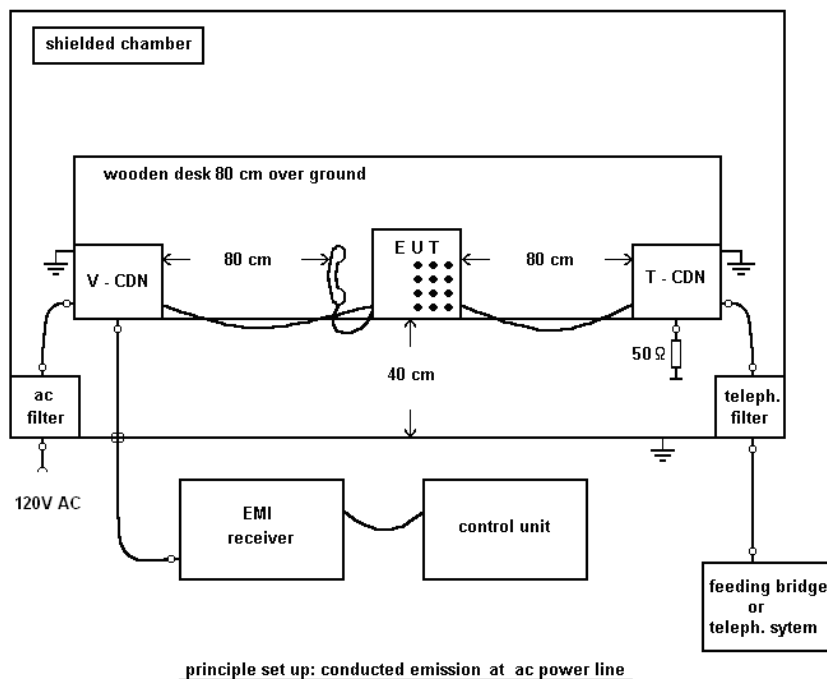 shielded chamber
wooden desk 80 cm over ground
V - CDN
80 cm
E U T
80 cm
T - CDN
50 Ω
40 cm
ac
filter
teleph.
filter
120V AC
EMI
receiver
control unit
feeding bridge
or
teleph. sytem
principle set up: conducted emission at ac power line